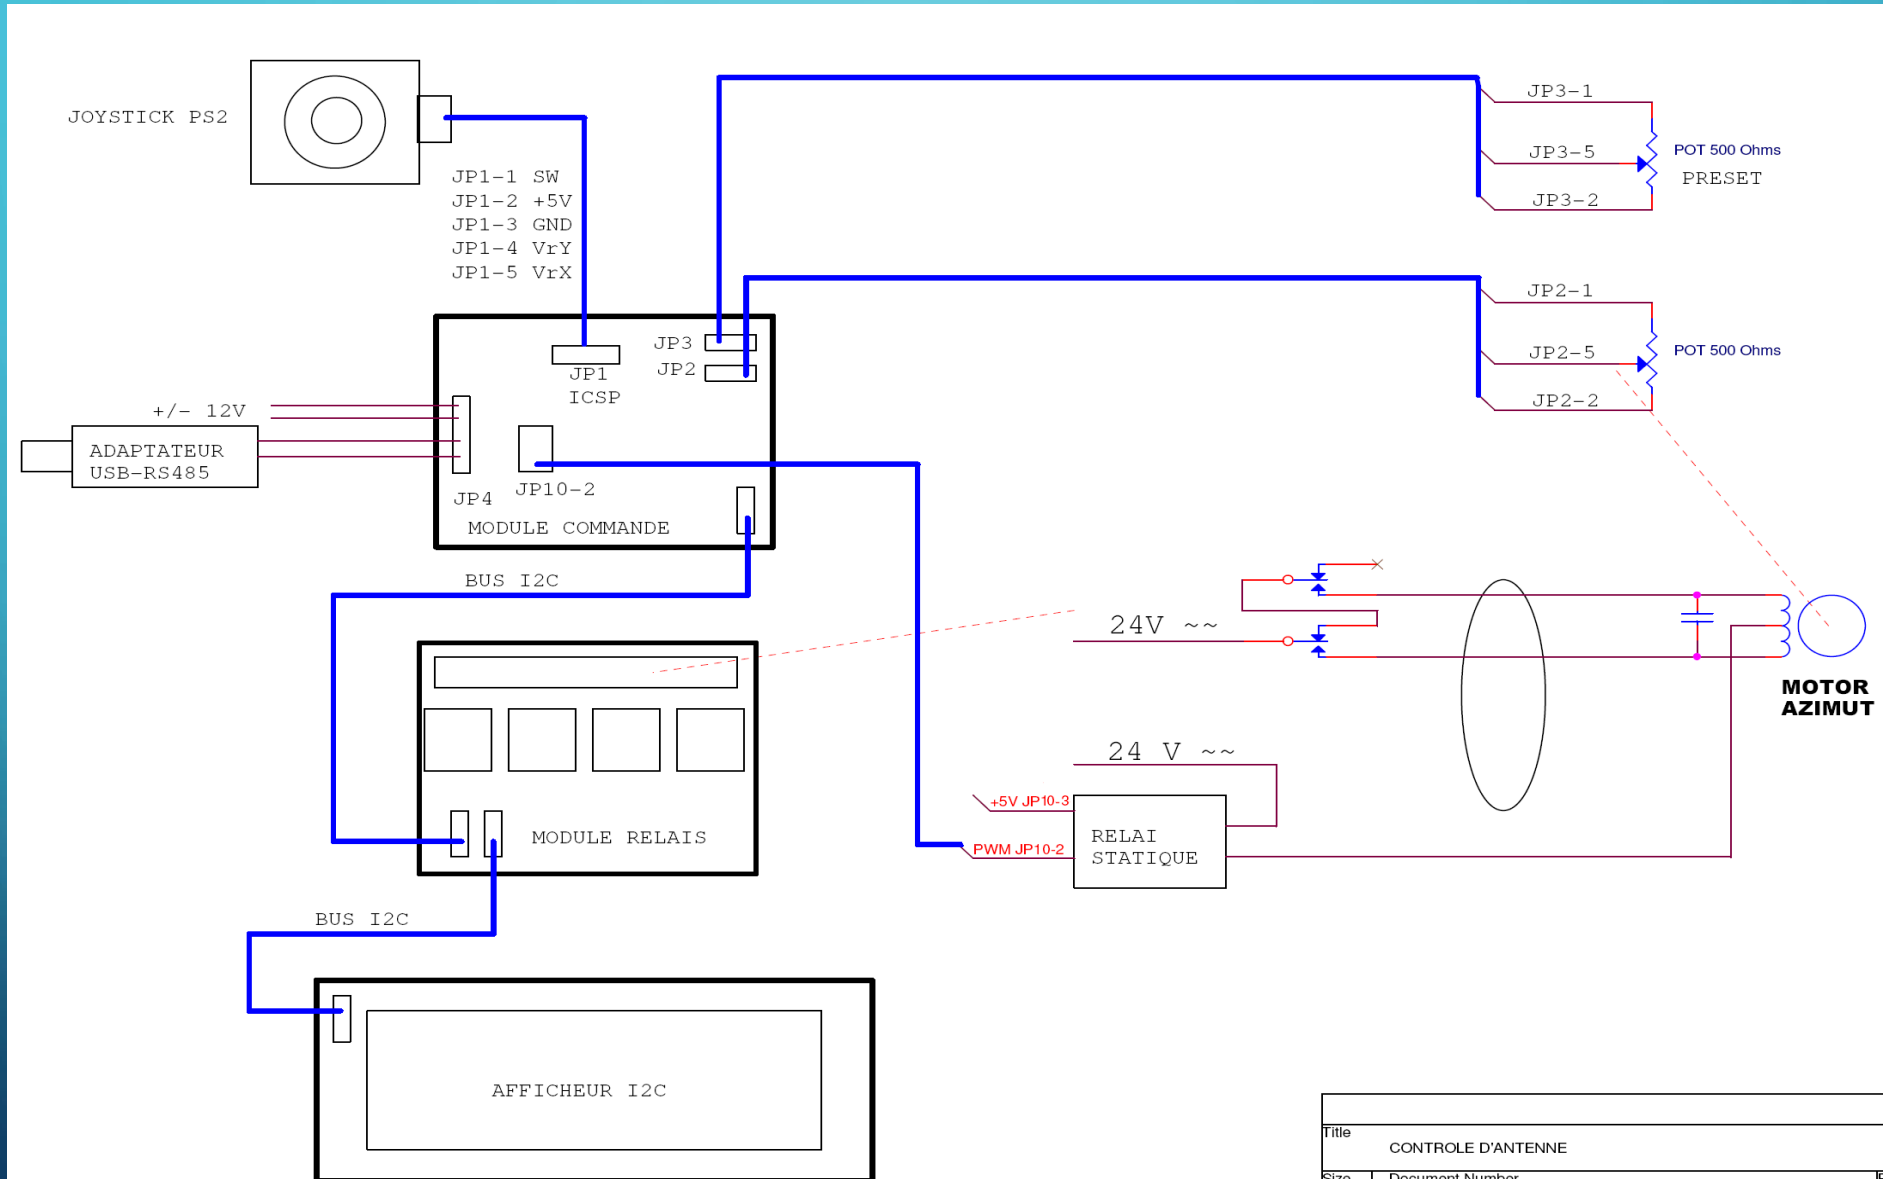 JOYSTICK PS2
JP1-1 SW
JP1-2 +5V
JP1-3 GND
JP1-4 VrY
JP1-5 VrX
JP3-1
JP3-5
JP3-2
POT 500 Ohms
PRESET
JP2-1
JP2-5
JP2-2
POT 500 Ohms
JP3
JP2
JP1
ICSP
+/- 12V
ADAPTATEUR
USB-RS485
JP4
JP10-2
MODULE COMMANDE
BUS I2C
24V ~~
MOTOR
AZIMUT
24 V ~~
+5V JP10-3
PWM JP10-2
RELAI
STATIQUE
MODULE RELAIS
BUS I2C
AFFICHEUR I2C
Title
CONTROLE D'ANTENNE
Size
Document Number